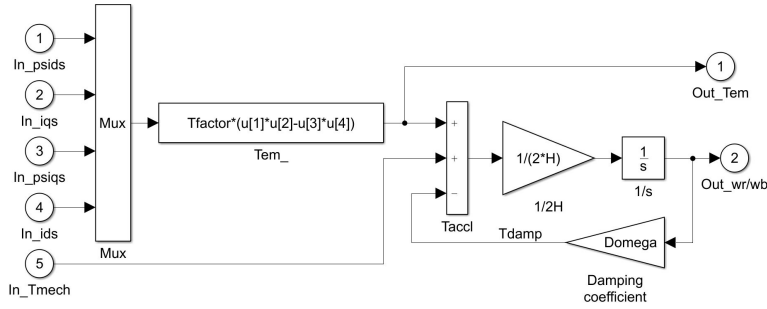 1
In_psids
2
In_iqs
3
In_psiqs
4
In_ids
5
In_Tmech
Mux
Mux
Tfactor*(u[1]*u[2]-u[3]*u[4])
Tem_
+
+
−
Taccl
1/(2*H)
1/2H
1
s
1/s
1
Out_Tem
2
Out_wr/wb
Tdamp
Domega
Damping
coefficient